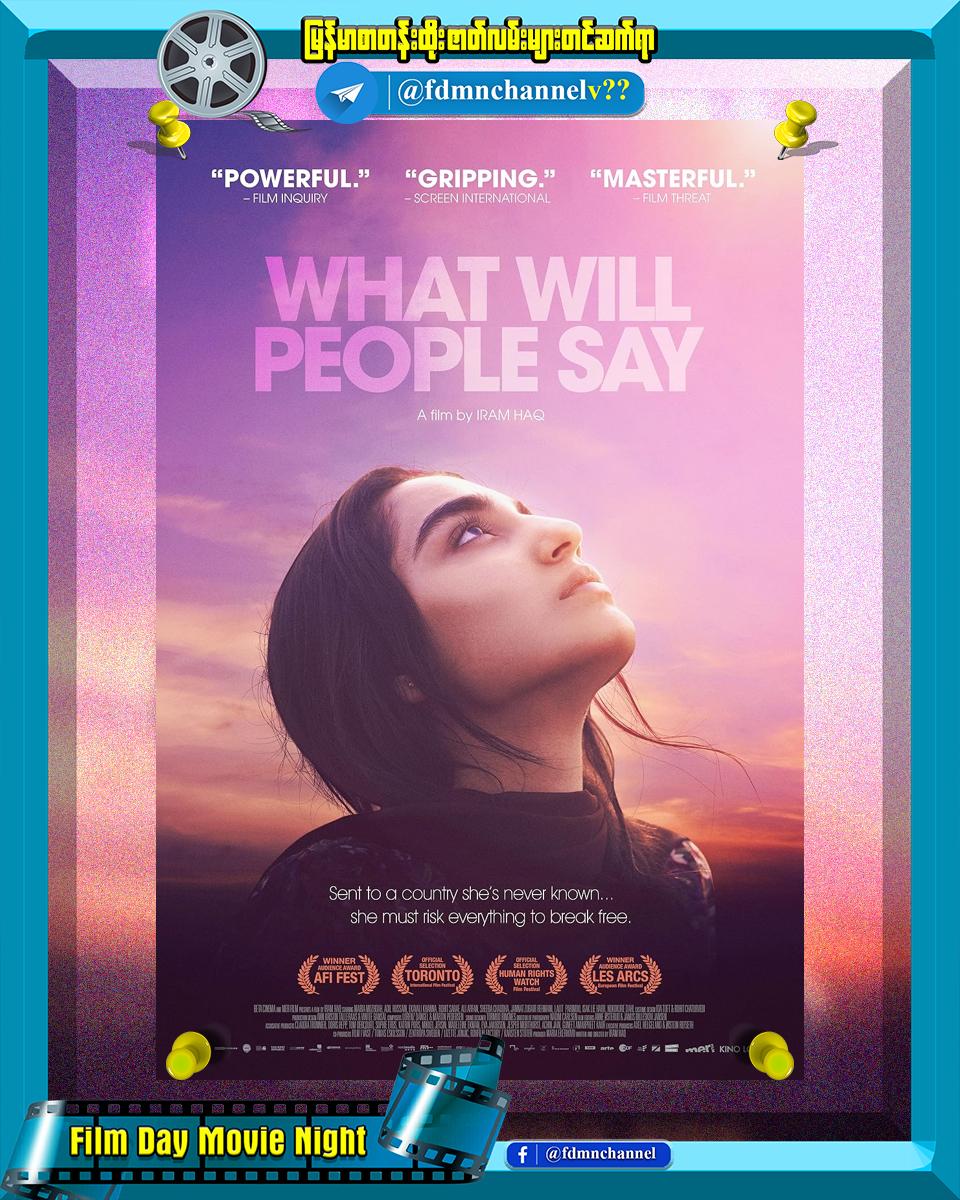 မြန်မာစာတန်းထိုးဇာတ်လမ်းများတင်ဆက်ရာ
@fdmnchannelv??
“POWERFUL.” “GRIPPING.” “MASTERFUL.”
– FILM INQUIRY – SCREEN INTERNATIONAL – FILM THREAT
WHAT WILL
PEOPLE SAY
A film by IRAM HAQ
Sent to a country she’s never known...
she must risk everything to break free.
WINNER
AUDIENCE AWARD
AFI FEST
OFFICIAL
SELECTION
TORONTO
International Film Festival
OFFICIAL
SELECTION
HUMAN RIGHTS
WATCH
Film Festival
WINNER
AUDIENCE AWARD
LES ARCS
European Film Festival
arte
ZDF
meri
KINO
Film Day Movie Night
f @fdmnchannel